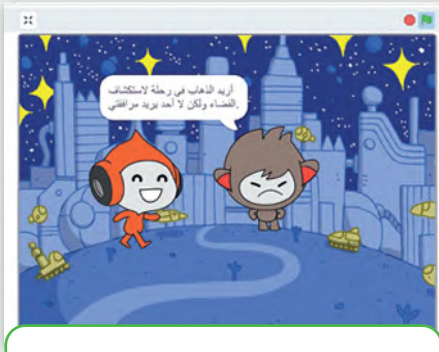 أريد الذهاب في رحلة لاستكشاف
الفضاء ولكن لا أحد يريد مرافقتي.